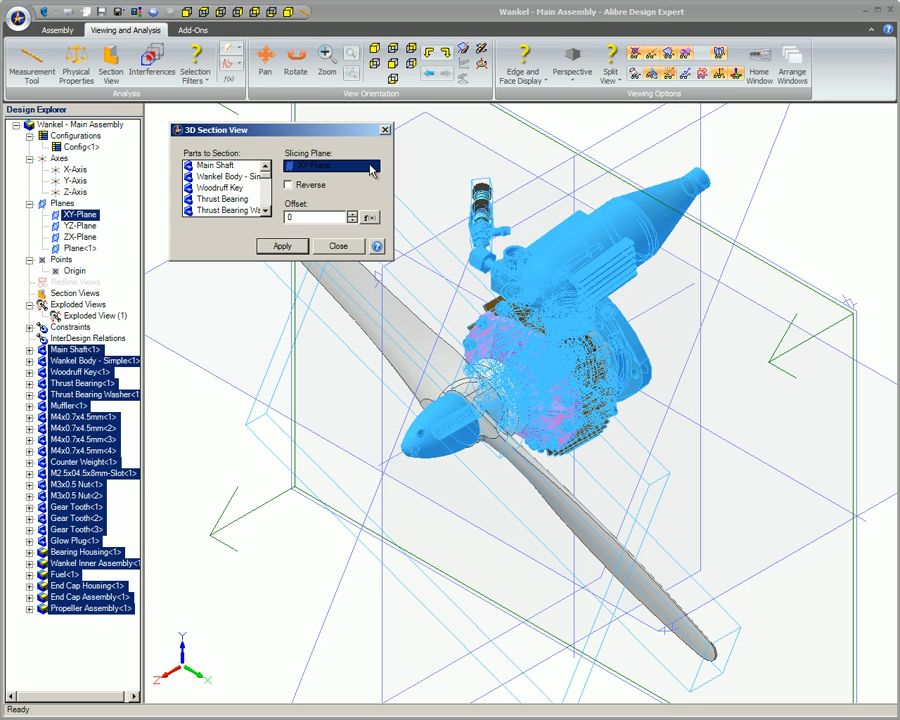 Wankel - Main Assembly - Alibre Design Expert
Assembly
Viewing and Analysis
Add-Ons
Measurement Tool
Physical Properties
Section View
Interferences
Selection Filters
f(x)
Pan
Rotate
Zoom
Edge and Face Display
Perspective
Split View
Home Window
Arrange Windows
Analysis
View Orientation
Viewing Options
Design Explorer
Wankel - Main Assembly
Configurations
Config<1>
Axes
X-Axis
Y-Axis
Z-Axis
Planes
XY-Plane
YZ-Plane
ZX-Plane
Plane<1>
Points
Origin
Redline Views
Section Views
Exploded Views
Exploded View (1)
Constraints
InterDesign Relations
Main Shaft<1>
Wankel Body - Simple<1>
Woodruff Key<1>
Thrust Bearing<1>
Thrust Bearing Washer<1
Muffler<1>
M4x0.7x4.5mm<1>
M4x0.7x4.5mm<2>
M4x0.7x4.5mm<3>
M4x0.7x4.5mm<4>
Counter Weight<1>
M2.5x04.5x8mm-Slot<1>
M3x0.5 Nut<1>
M3x0.5 Nut<2>
Gear Tooth<1>
Gear Tooth<2>
Gear Tooth<3>
Glow Plug<1>
Bearing Housing<1>
Wankel Inner Assembly<
Fuel<1>
End Cap Housing<1>
End Cap Assembly<1>
Propeller Assembly<1>
3D Section View
Parts to Section:
Main Shaft
Wankel Body - Sim
Woodruff Key
Thrust Bearing
Thrust Bearing Wa
Slicing Plane:
XY-Plane
Reverse
Offset:
0
f(x)
Apply
Close
Y
Z
X
Ready